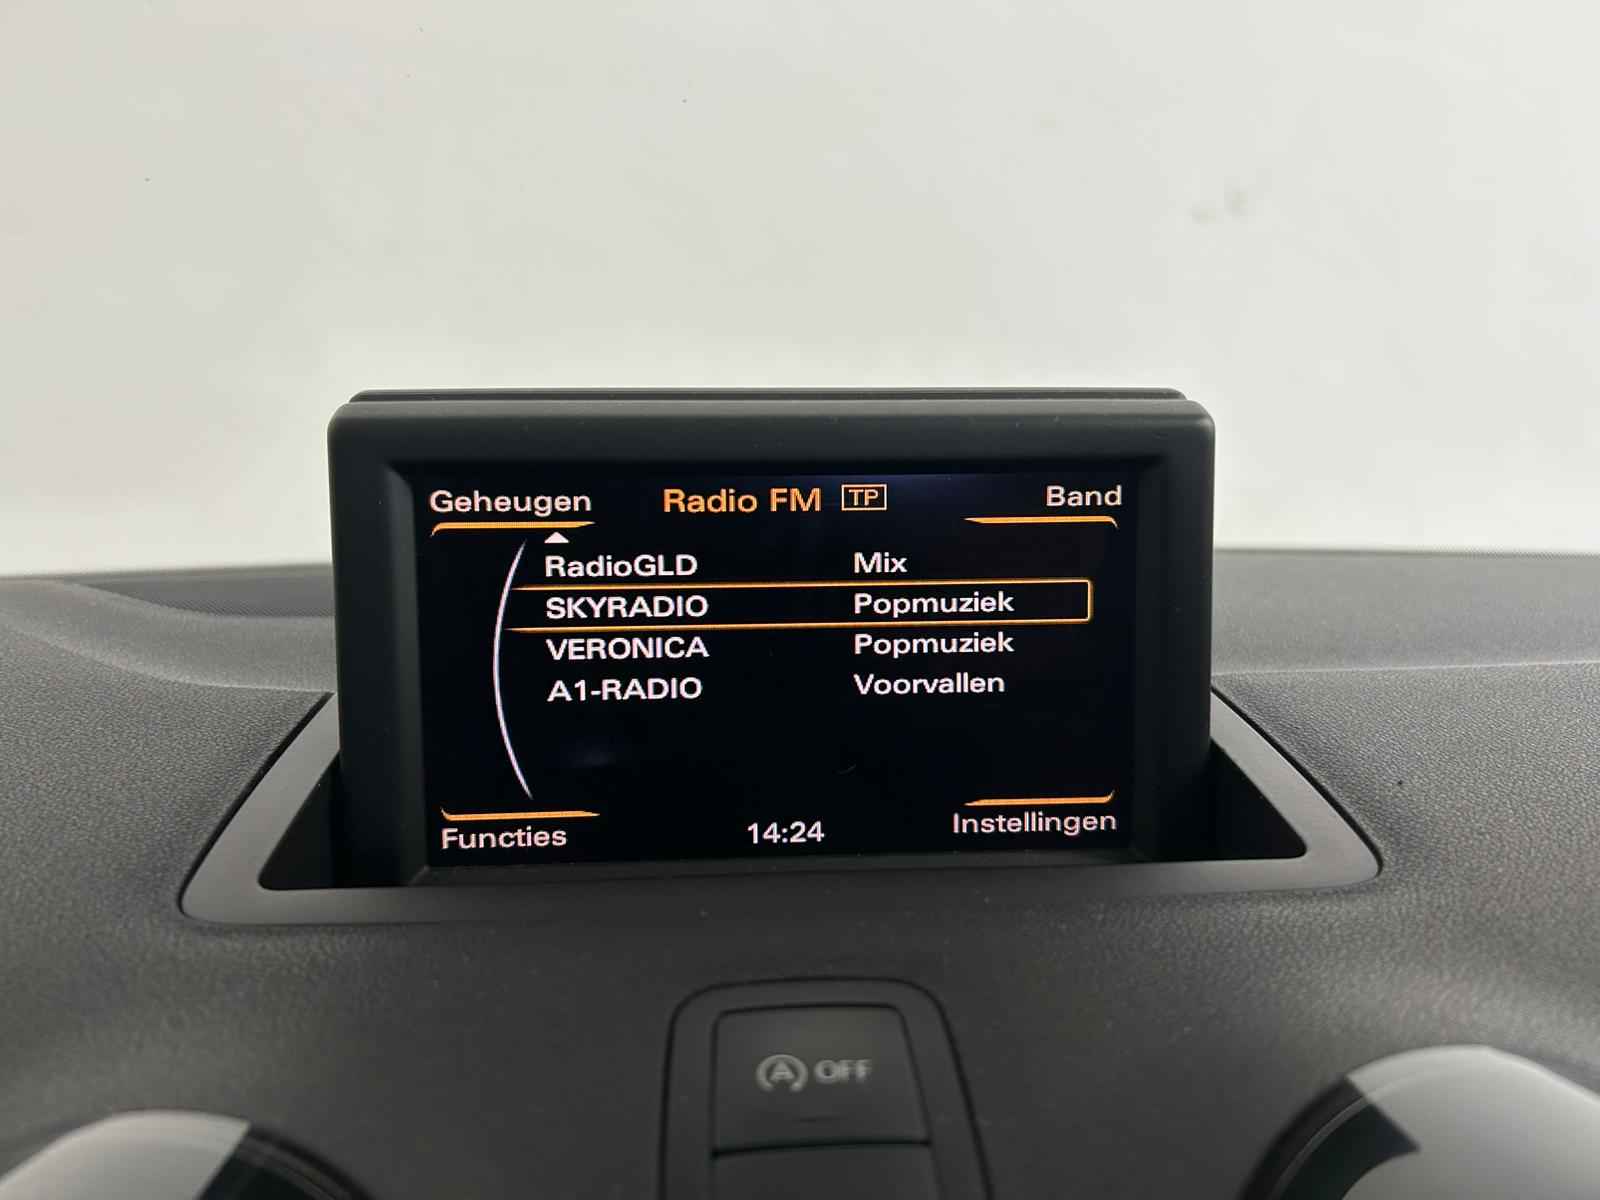 Geheugen Radio FM TP Band
RadioGLD Mix
SKYRADIO Popmuziek
VERONICA Popmuziek
A1-RADIO Voorvallen
Functies 14:24 Instellingen
A OFF